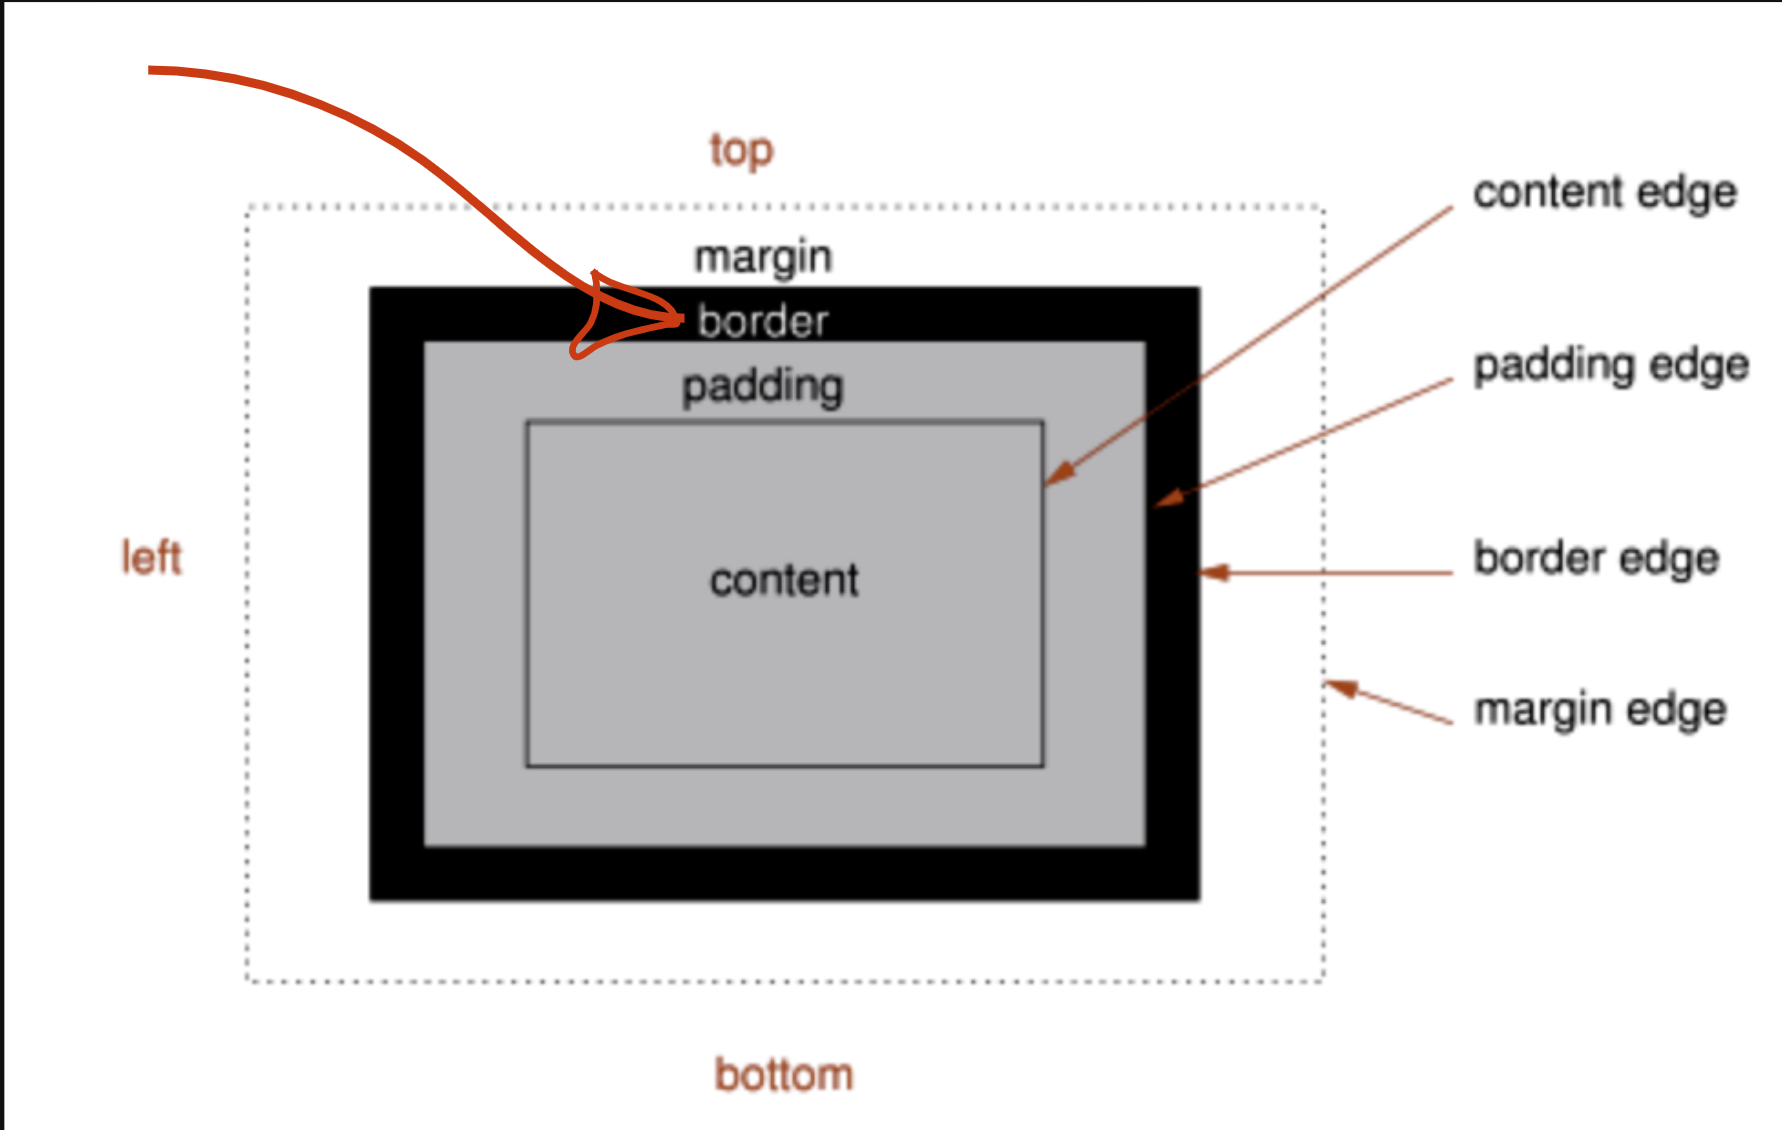 top
content edge
margin
border
padding edge
padding
left
content
border edge
margin edge
bottom